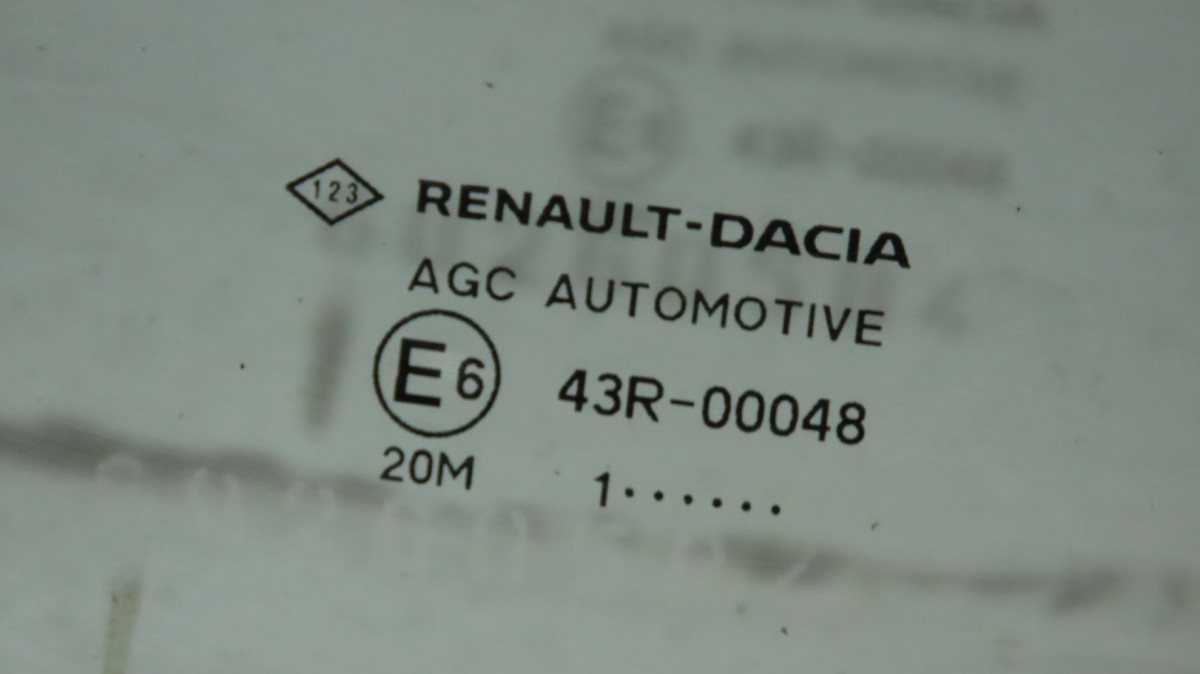 123 RENAULT-DACIA
AGC AUTOMOTIVE
E6 43R-00048
20M 1······